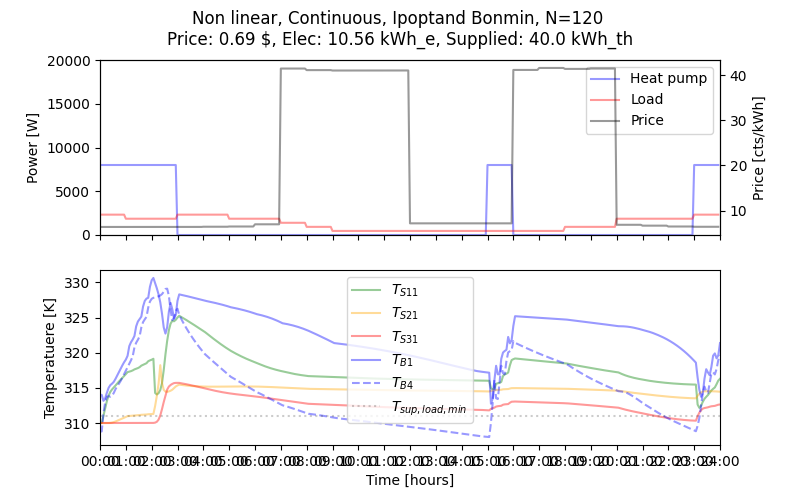 Non linear, Continuous, Ipoptand Bonmin, N=120
Price: 0.69 $, Elec: 10.56 kWh_e, Supplied: 40.0 kWh_th
20000
15000
10000
5000
0
Power [W]
Heat pump
Load
Price
40
30
20
10
Price [cts/kWh]
325
320
315
310
Temperatuere [K]
T_{S11}
T_{S21}
T_{S31}
T_{B1}
T_{B4}
T_{sup,load,min}
00:00 01:00 02:00 03:00 04:00 05:00 06:00 07:00 08:00 09:00 10:00 11:00 12:00 13:00 14:00 15:00 16:00 17:00 18:00 19:00 20:00 21:00 22:00 23:00 24:00
Time [hours]